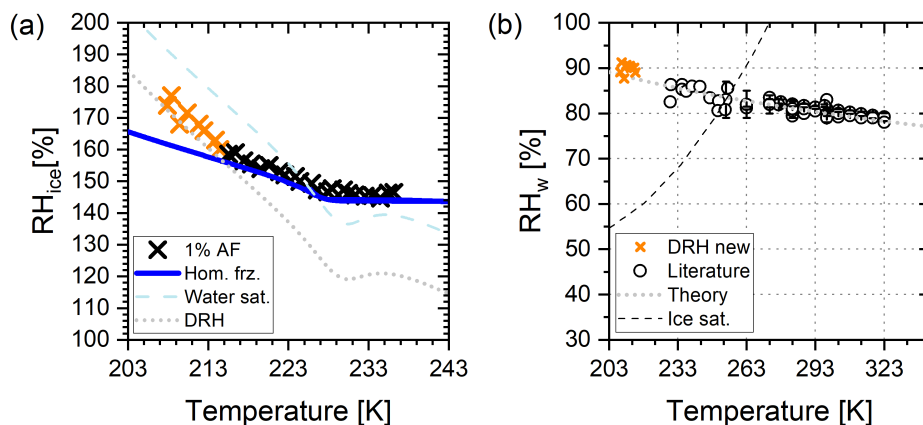 (a)
200
190
180
170
160
150
140
130
120
110
100
RH_ice[%]
1% AF
Hom. frz.
Water sat.
DRH
203 213 223 233 243
Temperature [K]
(b)
100
90
80
70
60
50
40
30
RH_w [%]
DRH new
Literature
Theory
Ice sat.
203 233 263 293 323
Temperature [K]